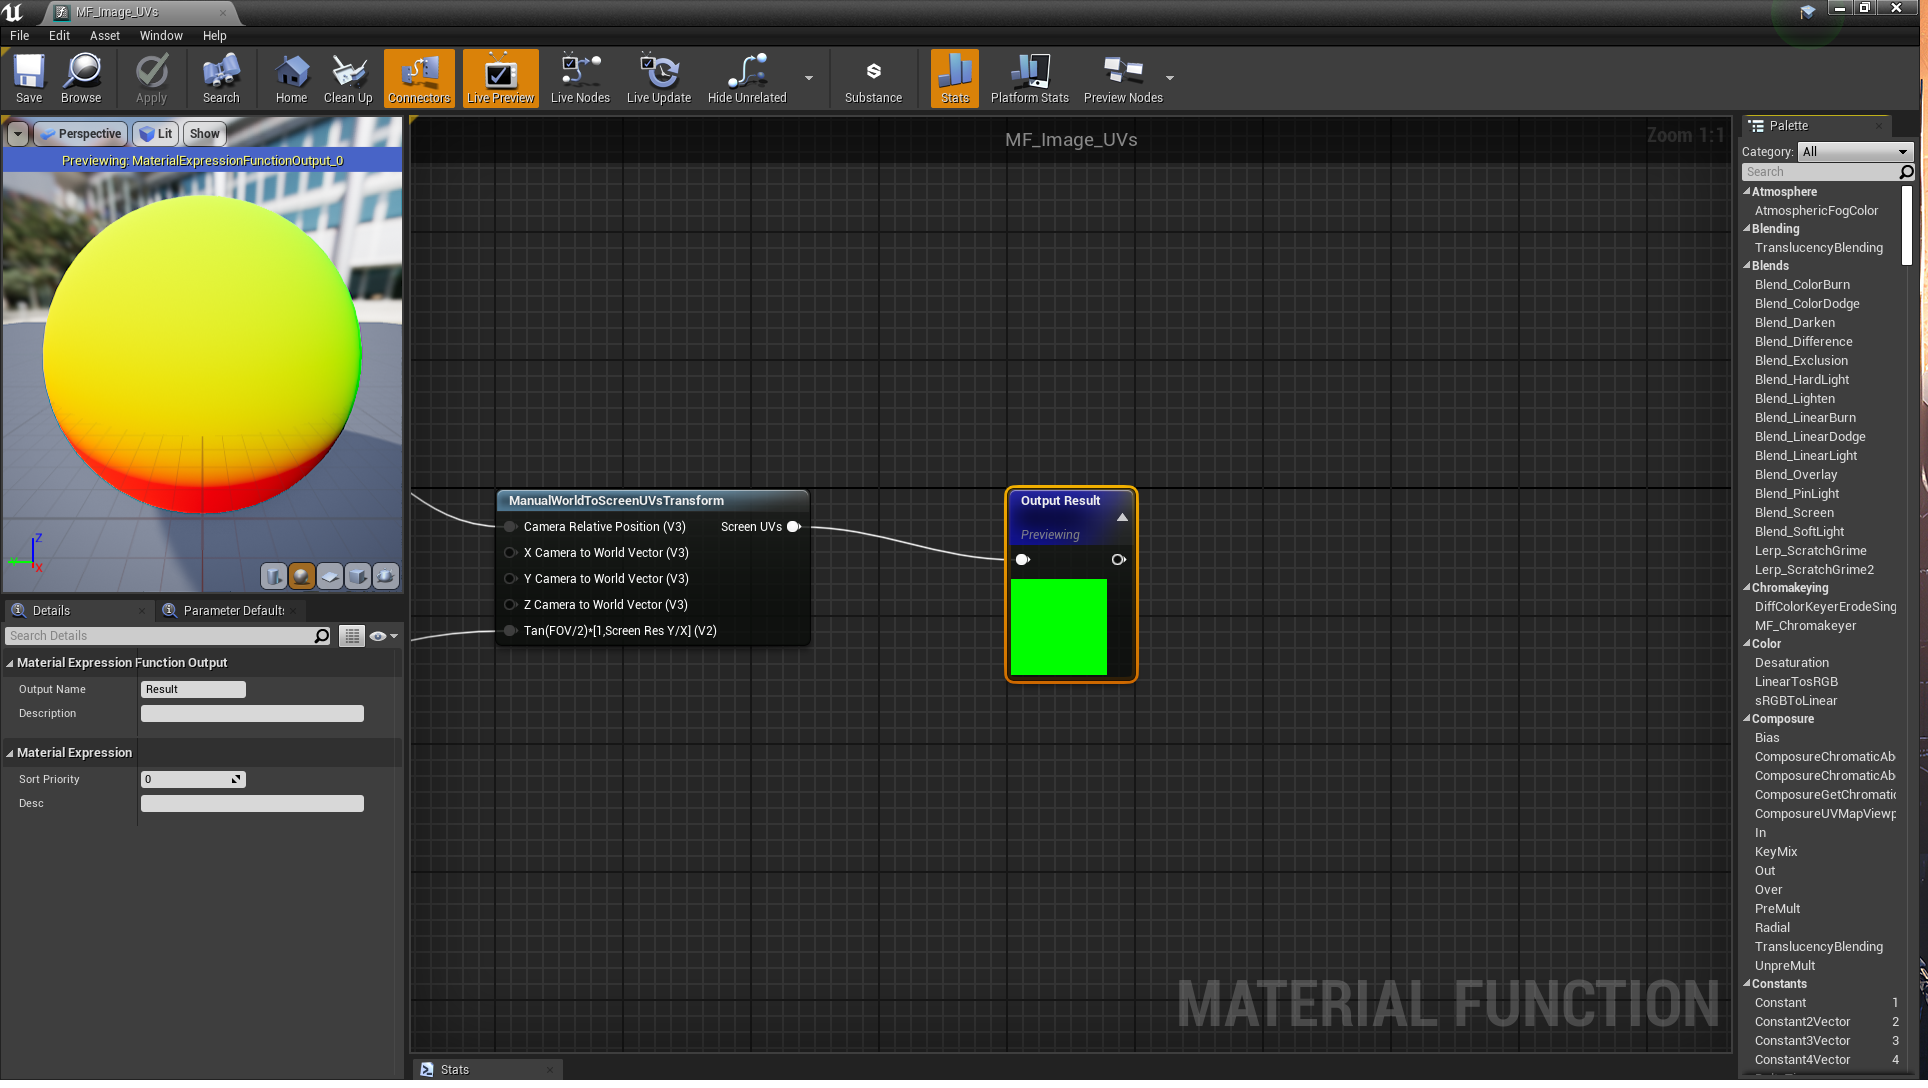 MF_Image_UVs
File Edit Asset Window Help
Save Browse Apply Search Home Clean Up Connectors Live Preview Live Nodes Live Update Hide Unrelated Substance Stats Platform Stats Preview Nodes
Perspective Lit Show
Previewing: MaterialExpressionFunctionOutput_0
Z
Y
X
Details
Parameter Defaults
Search Details
Material Expression Function Output
Output Name Result
Description
Material Expression
Sort Priority 0
Desc
MF_Image_UVs
Zoom 1:1
ManualWorldToScreenUVsTransform
Camera Relative Position (V3) Screen UVs
X Camera to World Vector (V3)
Y Camera to World Vector (V3)
Z Camera to World Vector (V3)
Tan(FOV/2)*[1,Screen Res Y/X] (V2)
Output Result
Previewing
MATERIAL FUNCTION
Stats
Palette
Category: All
Search
Atmosphere
AtmosphericFogColor
Blending
TranslucencyBlending
Blends
Blend_ColorBurn
Blend_ColorDodge
Blend_Darken
Blend_Difference
Blend_Exclusion
Blend_HardLight
Blend_Lighten
Blend_LinearBurn
Blend_LinearDodge
Blend_LinearLight
Blend_Overlay
Blend_PinLight
Blend_Screen
Blend_SoftLight
Lerp_ScratchGrime
Lerp_ScratchGrime2
Chromakeying
DiffColorKeyerErodeSing
MF_Chromakeyer
Color
Desaturation
LinearTosRGB
sRGBToLinear
Composure
Bias
ComposureChromaticAb
ComposureChromaticAb
ComposureGetChromatic
ComposureUVMapViewp
In
KeyMix
Out
Over
PreMult
Radial
TranslucencyBlending
UnpreMult
Constants
Constant 1
Constant2Vector 2
Constant3Vector 3
Constant4Vector 4